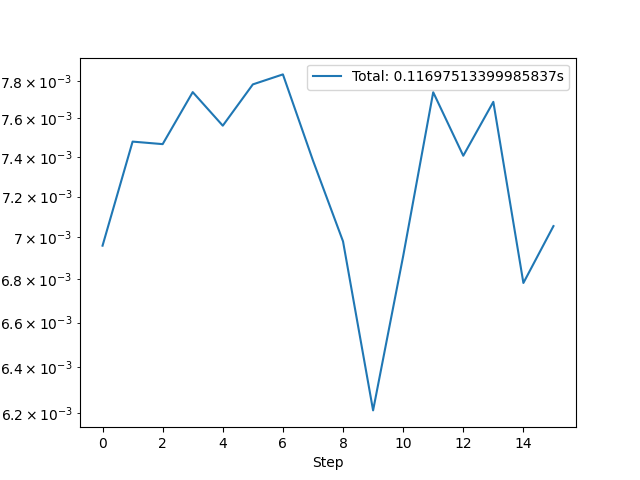 Total: 0.11697513399985837s
7.8 × 10⁻³
7.6 × 10⁻³
7.4 × 10⁻³
7.2 × 10⁻³
7 × 10⁻³
6.8 × 10⁻³
6.6 × 10⁻³
6.4 × 10⁻³
6.2 × 10⁻³
0 2 4 6 8 10 12 14
Step